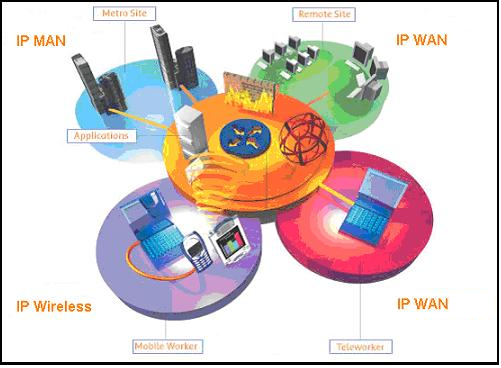 Metro Site
Remote Site
IP MAN
IP WAN
Applications
IP Wireless
IP WAN
Mobile Worker
Teleworker